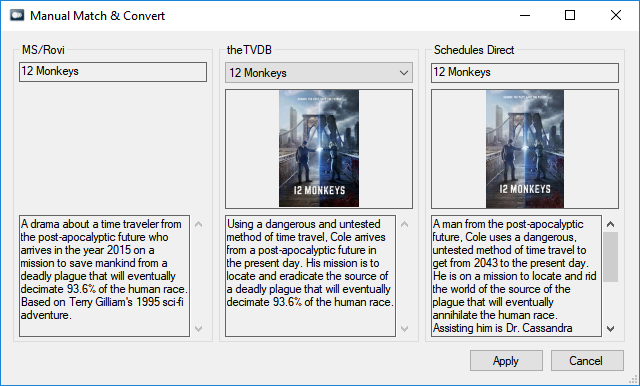 Manual Match & Convert
MS/Rovi
12 Monkeys
A drama about a time traveler from
the post-apocalyptic future who
arrives in the year 2015 on a
mission to save mankind from a
deadly plague that will eventually
decimate 93.6% of the human race.
Based on Terry Gilliam's 1995 sci-fi
adventure.
theTVDB
12 Monkeys
12 MONKEYS
Using a dangerous and untested
method of time travel, Cole arrives
from a post-apocalyptic future in
the present day. His mission is to
locate and eradicate the source of
a deadly plague that will eventually
decimate 93.6% of the human race.
Schedules Direct
12 Monkeys
12 MONKEYS
A man from the post-apocalyptic
future, Cole uses a dangerous,
untested method of time travel to
get from 2043 to the present day.
He is on a mission to locate and rid
the world of the source of the
plague that will eventually
annihilate the human race.
Assisting him is Dr. Cassandra
Apply
Cancel